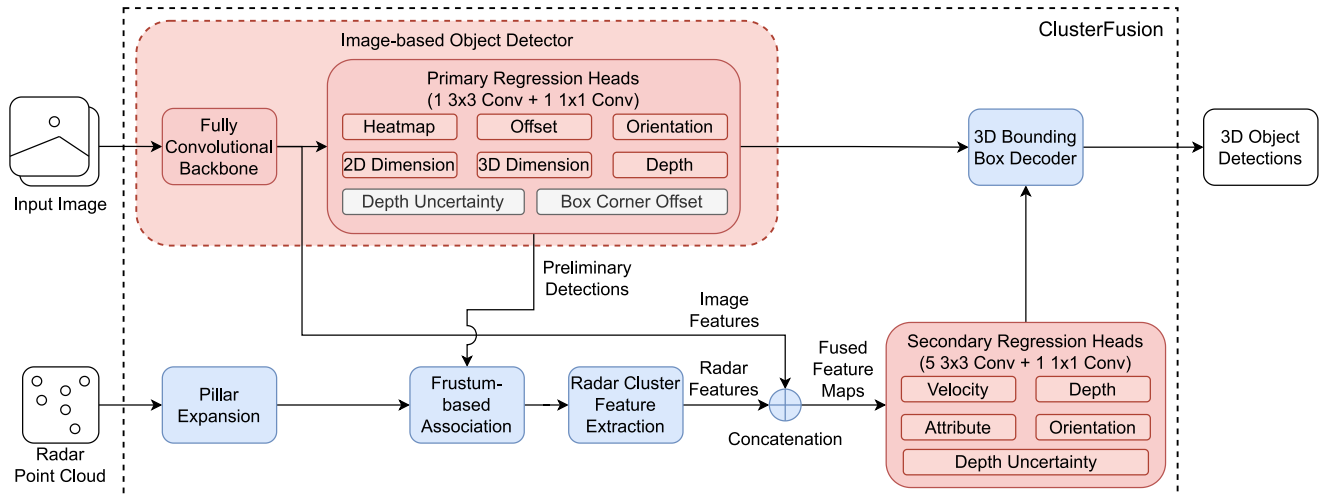 ClusterFusion
Image-based Object Detector
Primary Regression Heads
(1 3x3 Conv + 1 1x1 Conv)
Heatmap
Offset
Orientation
2D Dimension
3D Dimension
Depth
Depth Uncertainty
Box Corner Offset
Fully
Convolutional
Backbone
Input Image
3D Bounding
Box Decoder
3D Object
Detections
Preliminary
Detections
Image
Features
Radar
Point Cloud
Pillar
Expansion
Frustum-
based
Association
Radar Cluster
Feature
Extraction
Radar
Features
Concatenation
Fused
Feature
Maps
Secondary Regression Heads
(5 3x3 Conv + 1 1x1 Conv)
Velocity
Depth
Attribute
Orientation
Depth Uncertainty